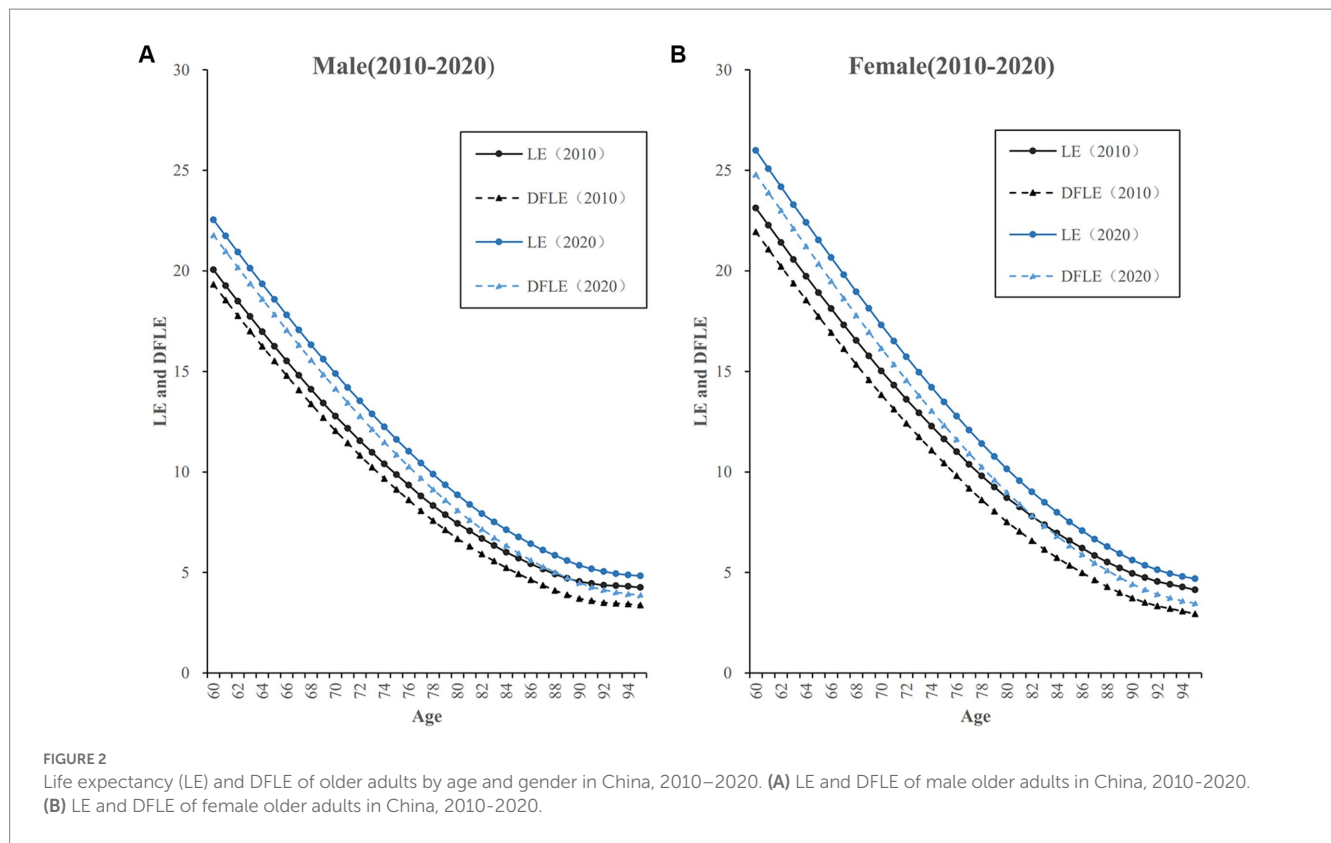 A
Male(2010-2020)
30
25
20
15
10
5
0
LE and DFLE
LE（2010）
DFLE（2010）
LE（2020）
DFLE（2020）
60 62 64 66 68 70 72 74 76 78 80 82 84 86 88 90 92 94
Age
B
Female(2010-2020)
30
25
20
15
10
5
0
LE and DFLE
LE（2010）
DFLE（2010）
LE（2020）
DFLE（2020）
60 62 64 66 68 70 72 74 76 78 80 82 84 86 88 90 92 94
Age
FIGURE 2
Life expectancy (LE) and DFLE of older adults by age and gender in China, 2010–2020. (A) LE and DFLE of male older adults in China, 2010-2020.
(B) LE and DFLE of female older adults in China, 2010-2020.